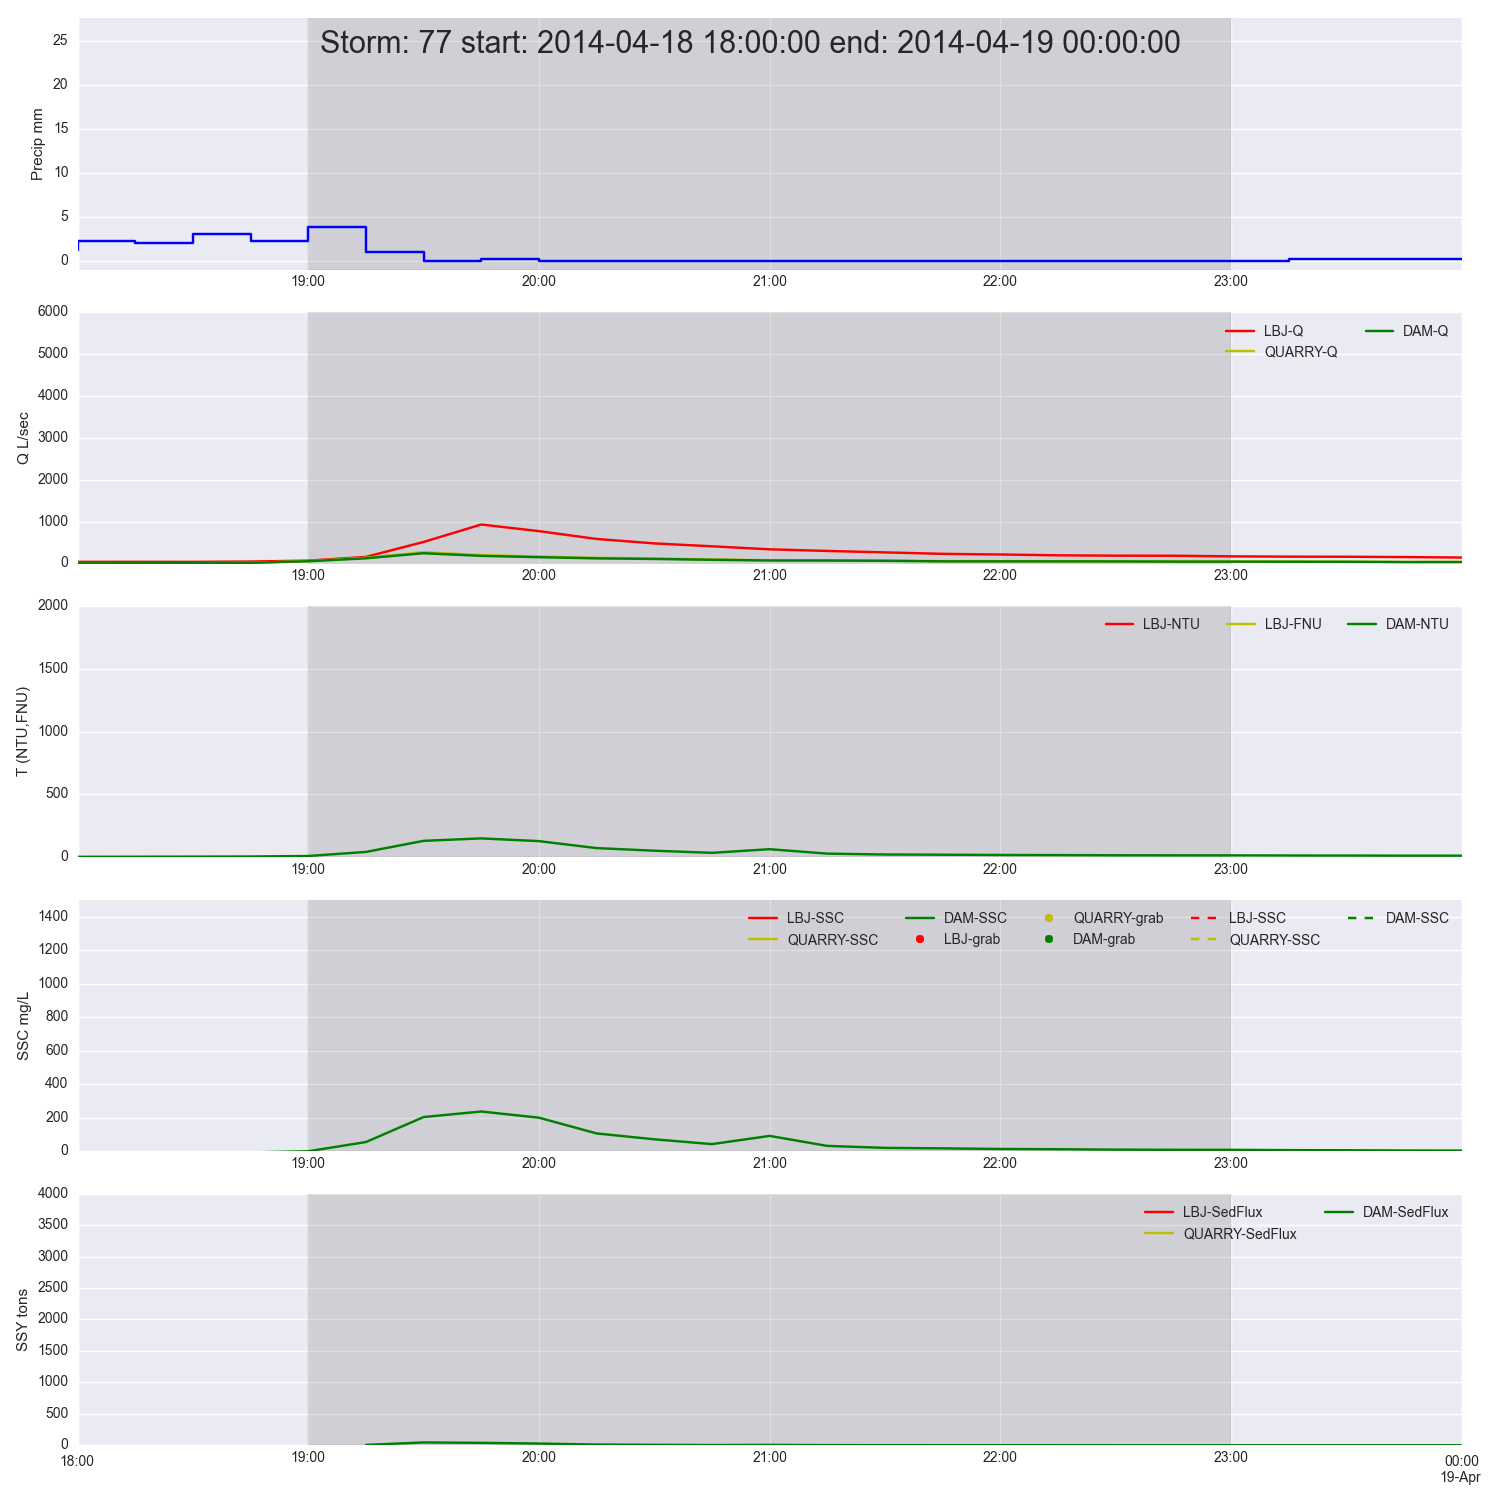 Storm: 77 start: 2014-04-18 18:00:00 end: 2014-04-19 00:00:00
Precip mm
25
20
15
10
5
0
19:00 20:00 21:00 22:00 23:00
Q L/sec
6000
5000
4000
3000
2000
1000
0
LBJ-Q DAM-Q
QUARRY-Q
19:00 20:00 21:00 22:00 23:00
T (NTU,FNU)
2000
1500
1000
500
0
LBJ-NTU LBJ-FNU DAM-NTU
19:00 20:00 21:00 22:00 23:00
SSC mg/L
1400
1200
1000
800
600
400
200
0
LBJ-SSC DAM-SSC QUARRY-grab LBJ-SSC DAM-SSC
QUARRY-SSC LBJ-grab DAM-grab QUARRY-SSC
19:00 20:00 21:00 22:00 23:00
SSY tons
4000
3500
3000
2500
2000
1500
1000
500
0
LBJ-SedFlux DAM-SedFlux
QUARRY-SedFlux
19:00 20:00 21:00 22:00 23:00
18:00 00:00
19-Apr